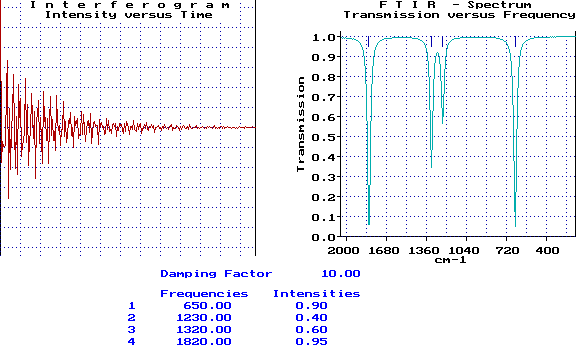 I n t e r f e r o g r a m
Intensity versus Time
F T I R - Spectrum
Transmission versus Frequency
1.0
0.9
0.8
0.7
0.6
0.5
0.4
0.3
0.2
0.1
0.0
Transmission
2000 1680 1360 1040 720 400
cm-1
Damping Factor 10.00
Frequencies Intensities
1 650.00 0.90
2 1230.00 0.40
3 1320.00 0.60
4 1820.00 0.95